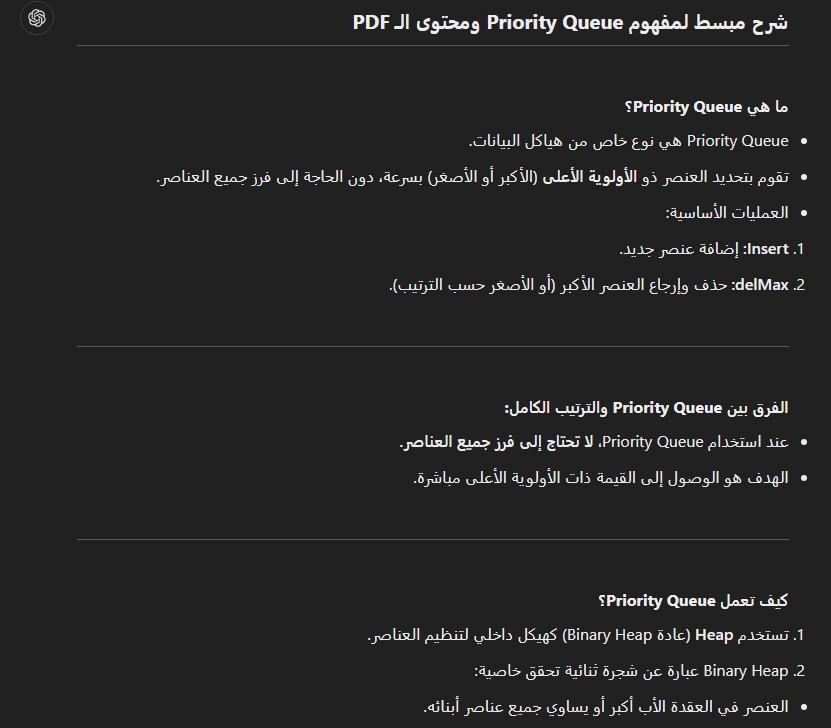 شرح مبسط لمفهوم Priority Queue ومحتوى الـ PDF
ما هي Priority Queue؟
• Priority Queue هي نوع خاص من هياكل البيانات.
• تقوم بتحديد العنصر ذو الأولوية الأعلى (الأكبر أو الأصغر) بسرعة، دون الحاجة إلى فرز جميع العناصر.
• العمليات الأساسية:
1. Insert: إضافة عنصر جديد.
2. delMax: حذف وإرجاع العنصر الأكبر (أو الأصغر حسب الترتيب).
الفرق بين Priority Queue والترتيب الكامل:
• عند استخدام Priority Queue، لا تحتاج إلى فرز جميع العناصر.
• الهدف هو الوصول إلى القيمة ذات الأولوية الأعلى مباشرة.
كيف تعمل Priority Queue؟
1. تستخدم Heap (عادة Binary Heap) كهيكل داخلي لتنظيم العناصر.
2. Binary Heap عبارة عن شجرة ثنائية تحقق خاصية:
• العنصر في العقدة الأب أكبر أو يساوي جميع عناصر أبنائه.